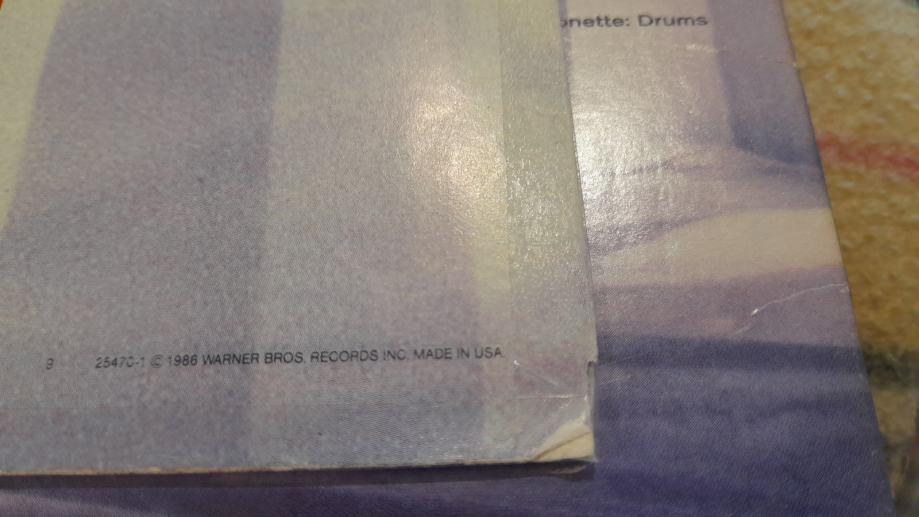 onette: Drums
9 25470-1 © 1986 WARNER BROS. RECORDS INC. MADE IN USA